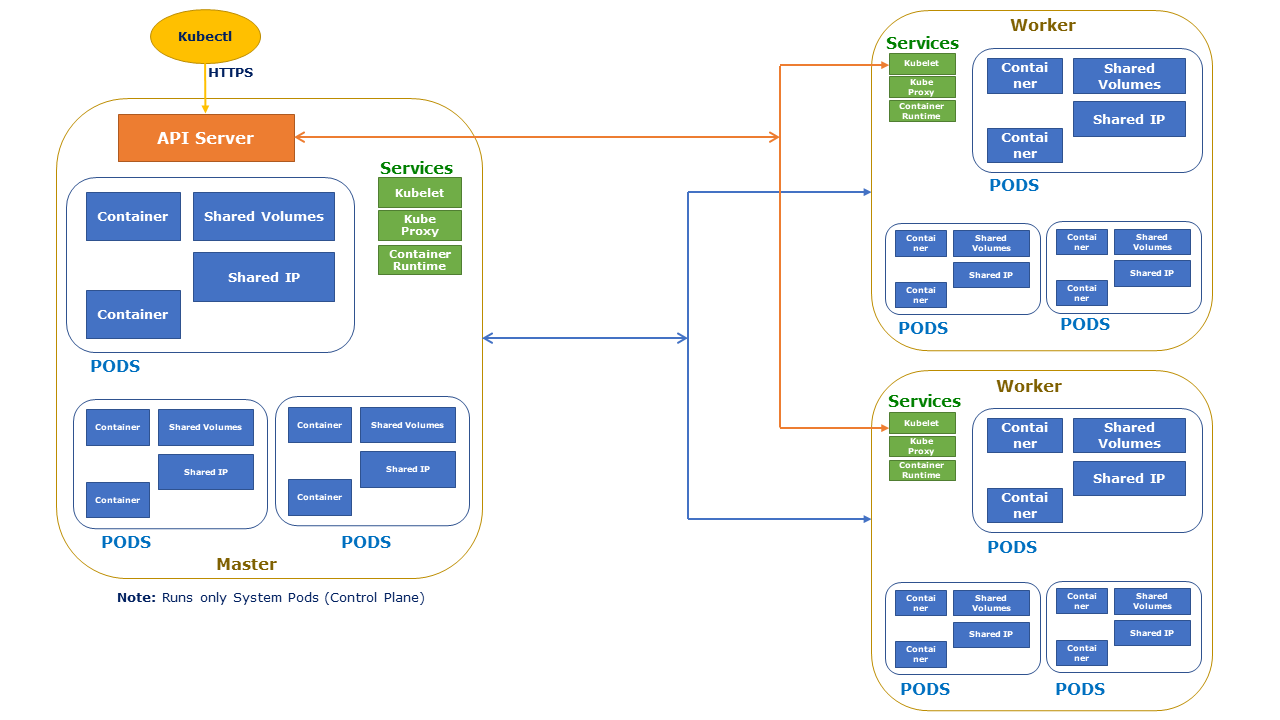 Kubectl
HTTPS
API Server
Services
Kubelet
Kube
Proxy
Container
Runtime
Container
Shared Volumes
Shared IP
Container
PODS
Container
Shared Volumes
Shared IP
Container
PODS
Container
Shared Volumes
Shared IP
Container
PODS
Master
Note: Runs only System Pods (Control Plane)
Worker
Services
Kubelet
Kube
Proxy
Container
Runtime
Contai
ner
Shared
Volumes
Shared IP
Contai
ner
PODS
Contai
ner
Shared
Volumes
Shared IP
Contai
ner
PODS
Contai
ner
Shared
Volumes
Shared IP
Contai
ner
PODS
Worker
Services
Kubelet
Kube
Proxy
Container
Runtime
Contai
ner
Shared
Volumes
Shared IP
Contai
ner
PODS
Contai
ner
Shared
Volumes
Shared IP
Contai
ner
PODS
Contai
ner
Shared
Volumes
Shared IP
Contai
ner
PODS